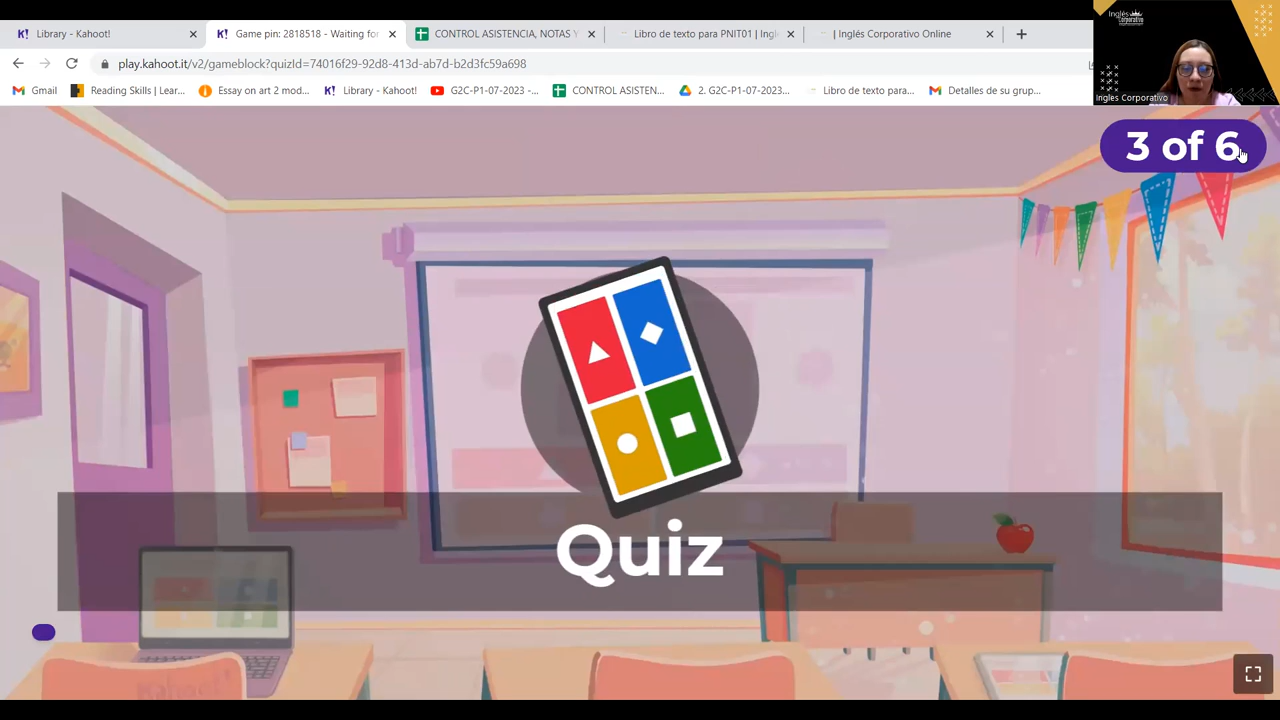 Library - Kahoot!
Game pin: 2818518 - Waiting for
CONTROL ASISTENCIA, NOTAS Y
Libro de texto para PNIT01 | Ingl
| Inglés Corporativo Online
play.kahoot.it/v2/gameblock?quizId=74016f29-92d8-413d-ab7d-b2d3fc59a698
Gmail
Reading Skills | Lear...
Essay on art 2 mod...
Library - Kahoot!
G2C-P1-07-2023 -...
CONTROL ASISTEN...
2. G2C-P1-07-2023...
Libro de texto para...
Detalles de su grup...
Inglés
Corporativo
Ingles Corporativo
3 of 6
Quiz